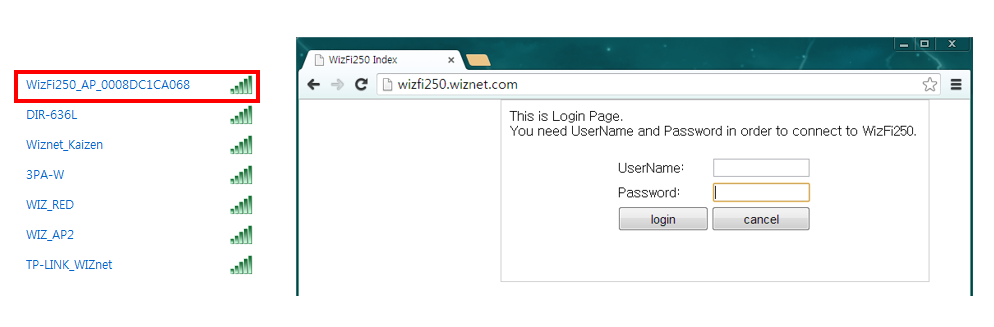 WizFi250_AP_0008DC1CA068
DIR-636L
Wiznet_Kaizen
3PA-W
WIZ_RED
WIZ_AP2
TP-LINK_WIZnet
WizFi250 Index
wizfi250.wiznet.com
This is Login Page.
You need UserName and Password in order to connect to WizFi250.
UserName:
Password:
login cancel